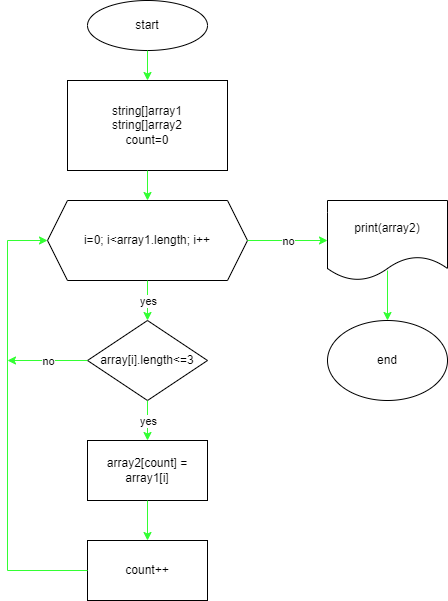 start
string[]array1
string[]array2
count=0
i=0; i<array1.length; i++
no
print(array2)
yes
no
array[i].length<=3
end
yes
array2[count] =
array1[i]
count++